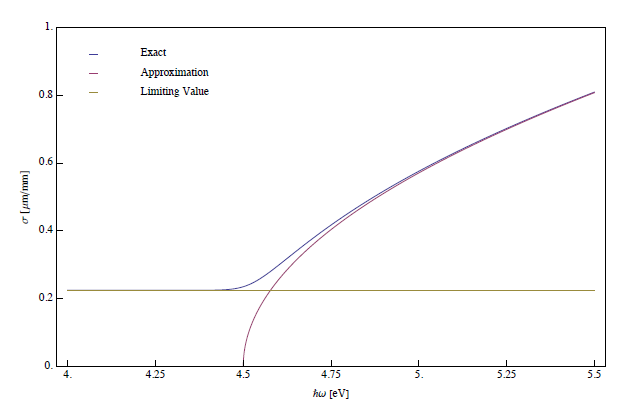 1.
Exact
Approximation
Limiting Value
0.8
0.6
0.4
0.2
0.
σ [μm/mm]
4.
4.25
4.5
4.75
5.
5.25
5.5
ℏω [eV]